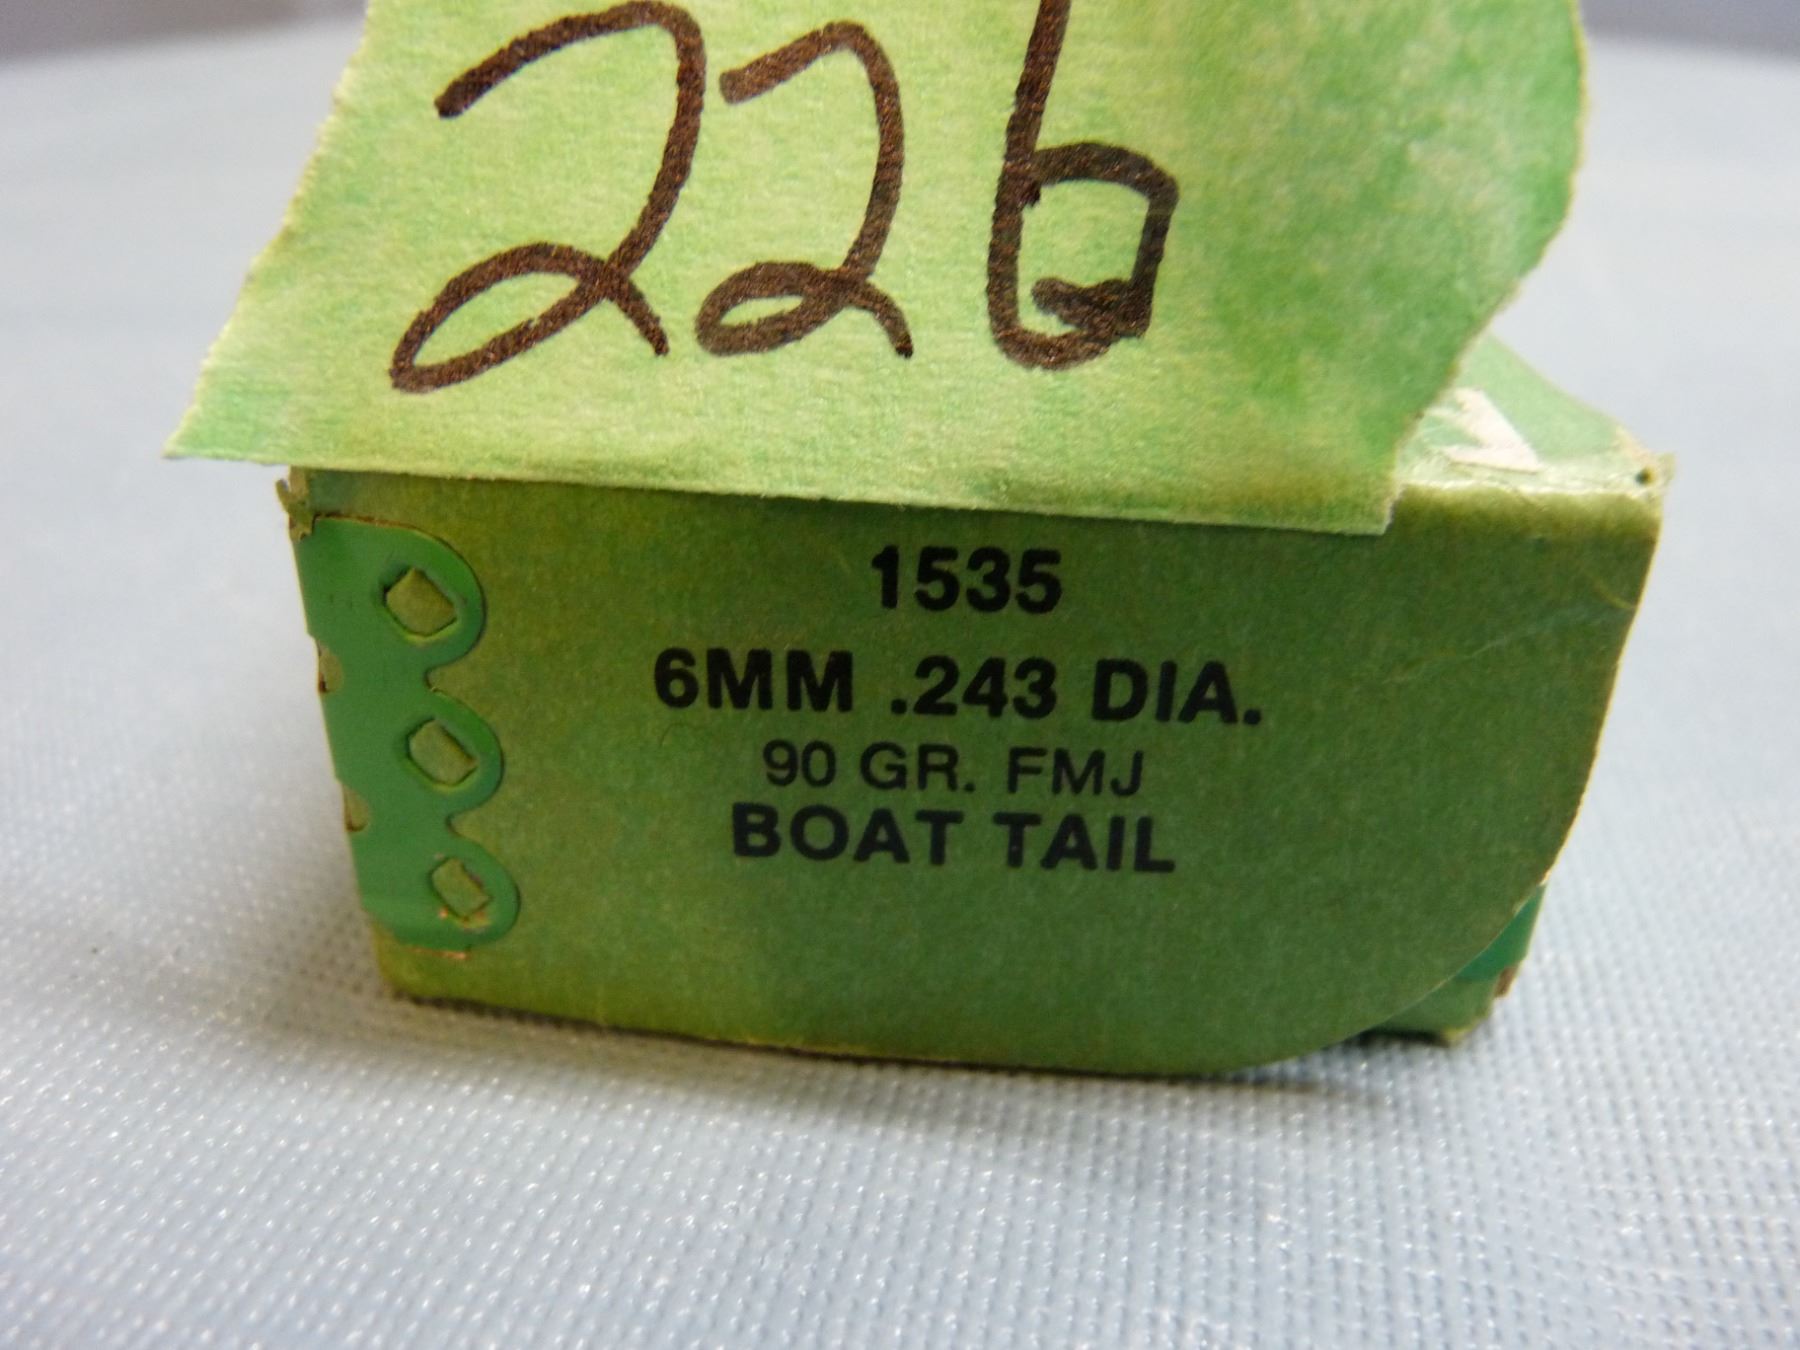 226
1535
6MM .243 DIA.
90 GR. FMJ
BOAT TAIL